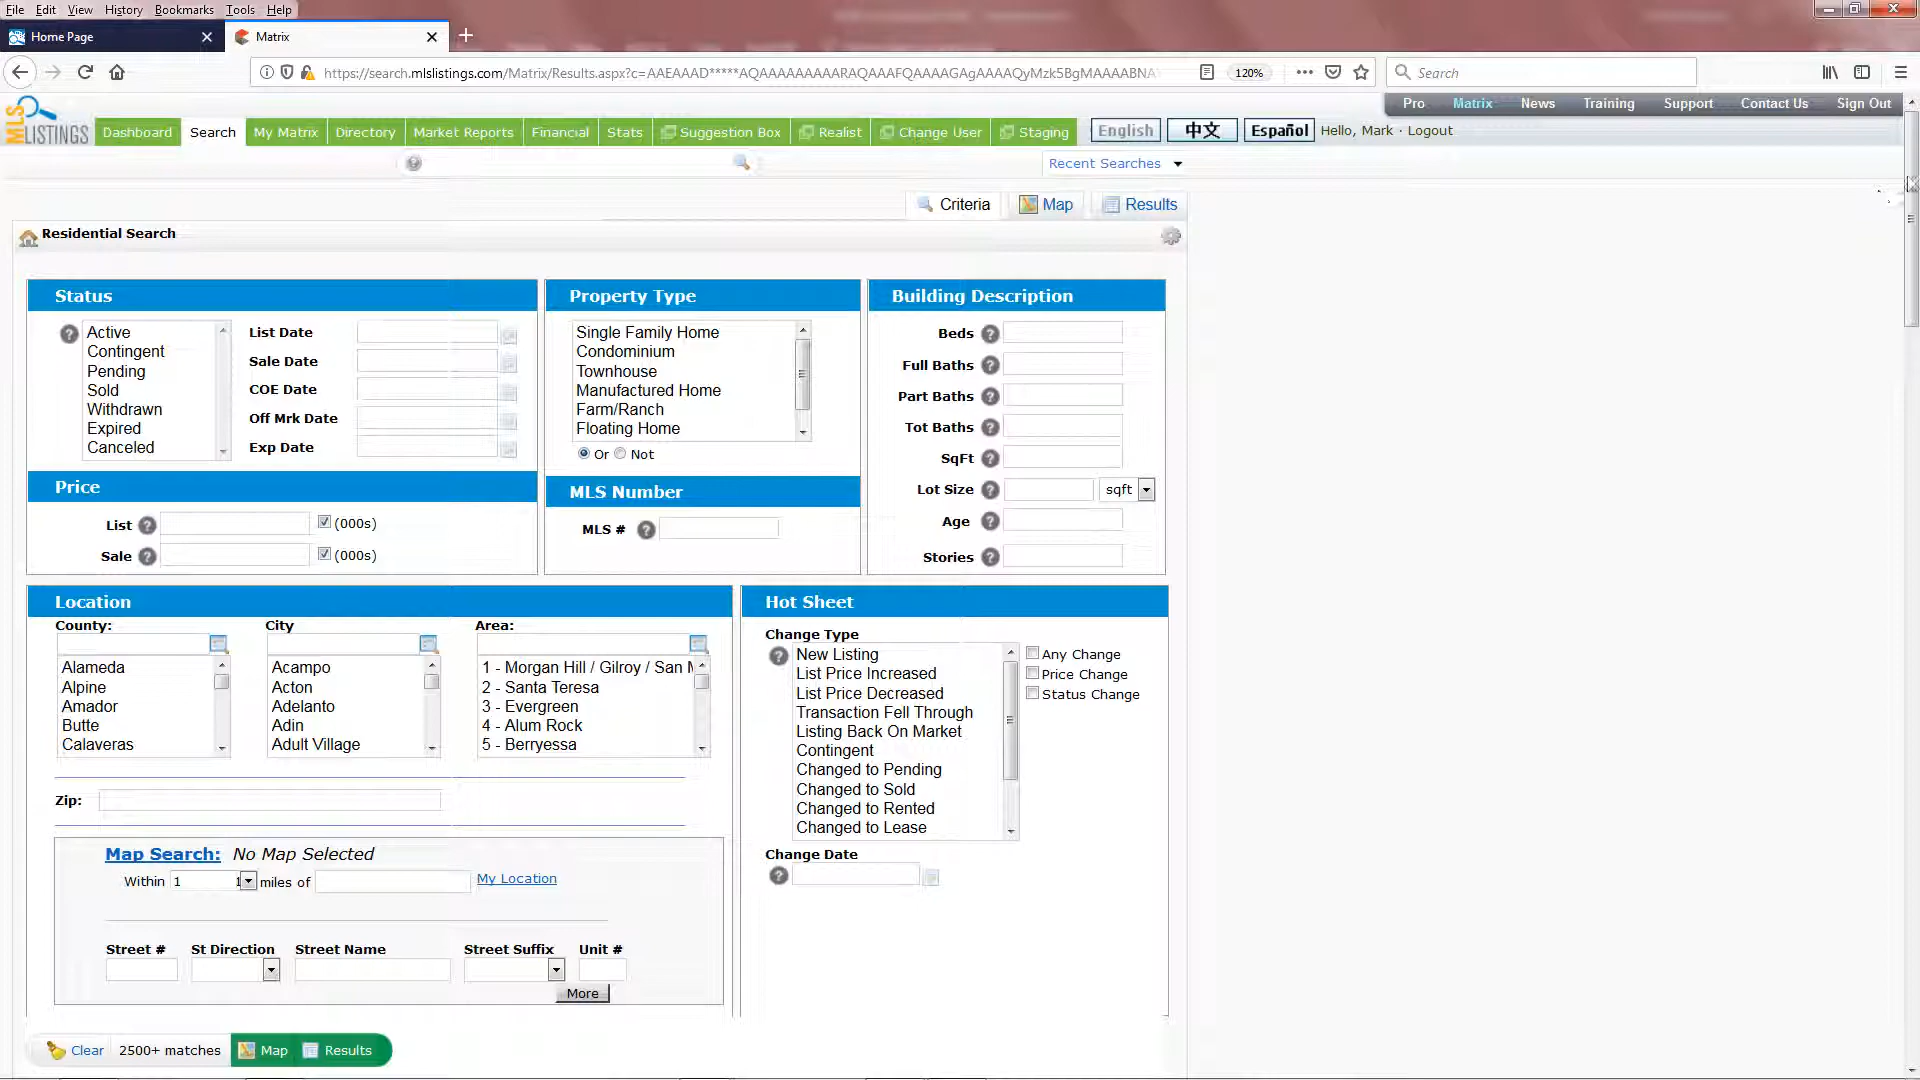 File Edit View History Bookmarks Tools Help
Home Page
Matrix
https://search.mlslistings.com/Matrix/Results.aspx?c=AAEAAAD*****AQAAAAAAAAARAQAAAFQAAAAGAgAAAAQyMzk5BgMAAAABNA
120%
Search
Pro Matrix News Training Support Contact Us Sign Out
MLS LISTINGS
Dashboard Search My Matrix Directory Market Reports Financial Stats Suggestion Box Realist Change User Staging
English 中文 Español Hello, Mark · Logout
Recent Searches
Criteria Map Results
Residential Search
Status
Active
Contingent
Pending
Sold
Withdrawn
Expired
Canceled
List Date
Sale Date
COE Date
Off Mrk Date
Exp Date
Price
List (000s)
Sale (000s)
Property Type
Single Family Home
Condominium
Townhouse
Manufactured Home
Farm/Ranch
Floating Home
Or Not
MLS Number
MLS #
Building Description
Beds
Full Baths
Part Baths
Tot Baths
SqFt
Lot Size sqft
Age
Stories
Location
County:
Alameda
Alpine
Amador
Butte
Calaveras
City
Acampo
Acton
Adelanto
Adin
Adult Village
Area:
1 - Morgan Hill / Gilroy / San M
2 - Santa Teresa
3 - Evergreen
4 - Alum Rock
5 - Berryessa
Zip:
Map Search: No Map Selected
Within 1 miles of My Location
Street # St Direction Street Name Street Suffix Unit #
More
Hot Sheet
Change Type
New Listing
List Price Increased
List Price Decreased
Transaction Fell Through
Listing Back On Market
Contingent
Changed to Pending
Changed to Sold
Changed to Rented
Changed to Lease
Any Change
Price Change
Status Change
Change Date
Clear 2500+ matches Map Results